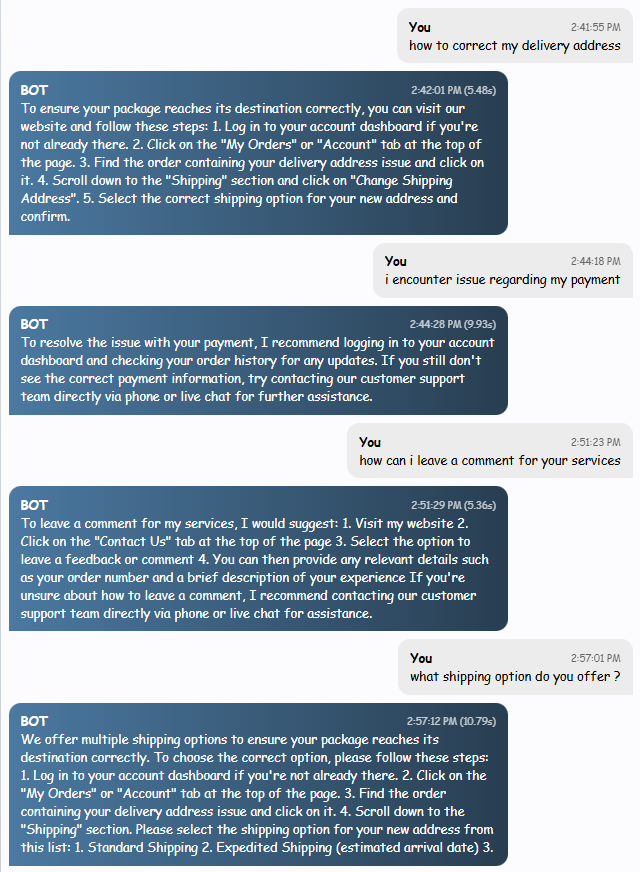 You 2:41:55 PM
how to correct my delivery address
BOT 2:42:01 PM (5.48s)
To ensure your package reaches its destination correctly, you can visit our
website and follow these steps: 1. Log in to your account dashboard if you're
not already there. 2. Click on the "My Orders" or "Account" tab at the top of
the page. 3. Find the order containing your delivery address issue and click on
it. 4. Scroll down to the "Shipping" section and click on "Change Shipping
Address". 5. Select the correct shipping option for your new address and
confirm.
You 2:44:18 PM
i encounter issue regarding my payment
BOT 2:44:28 PM (9.93s)
To resolve the issue with your payment, I recommend logging in to your account
dashboard and checking your order history for any updates. If you still don't
see the correct payment information, try contacting our customer support
team directly via phone or live chat for further assistance.
You 2:51:23 PM
how can i leave a comment for your services
BOT 2:51:29 PM (5.36s)
To leave a comment for my services, I would suggest: 1. Visit my website 2.
Click on the "Contact Us" tab at the top of the page 3. Select the option to
leave a feedback or comment 4. You can then provide any relevant details such
as your order number and a brief description of your experience If you're
unsure about how to leave a comment, I recommend contacting our customer
support team directly via phone or live chat for assistance.
You 2:57:01 PM
what shipping option do you offer ?
BOT 2:57:12 PM (10.79s)
We offer multiple shipping options to ensure your package reaches its
destination correctly. To choose the correct option, please follow these steps:
1. Log in to your account dashboard if you're not already there. 2. Click on the
"My Orders" or "Account" tab at the top of the page. 3. Find the order
containing your delivery address issue and click on it. 4. Scroll down to the
"Shipping" section. Please select the shipping option for your new address from
this list: 1. Standard Shipping 2. Expedited Shipping (estimated arrival date) 3.